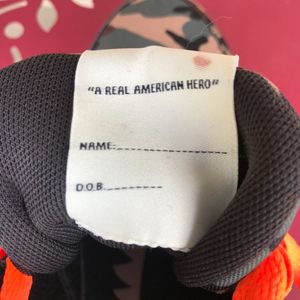 "A REAL AMERICAN HERO"
NAME:
D.O.B.